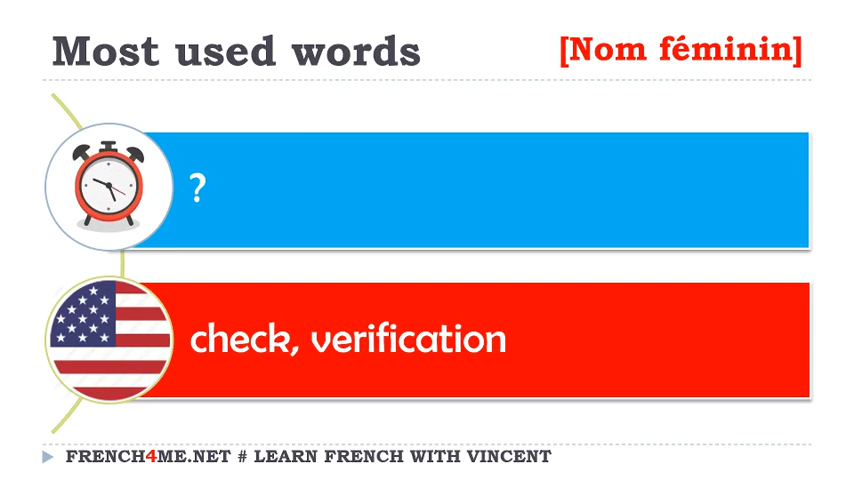 Most used words
[Nom féminin]
?
check, verification
FRENCH4ME.NET # LEARN FRENCH WITH VINCENT